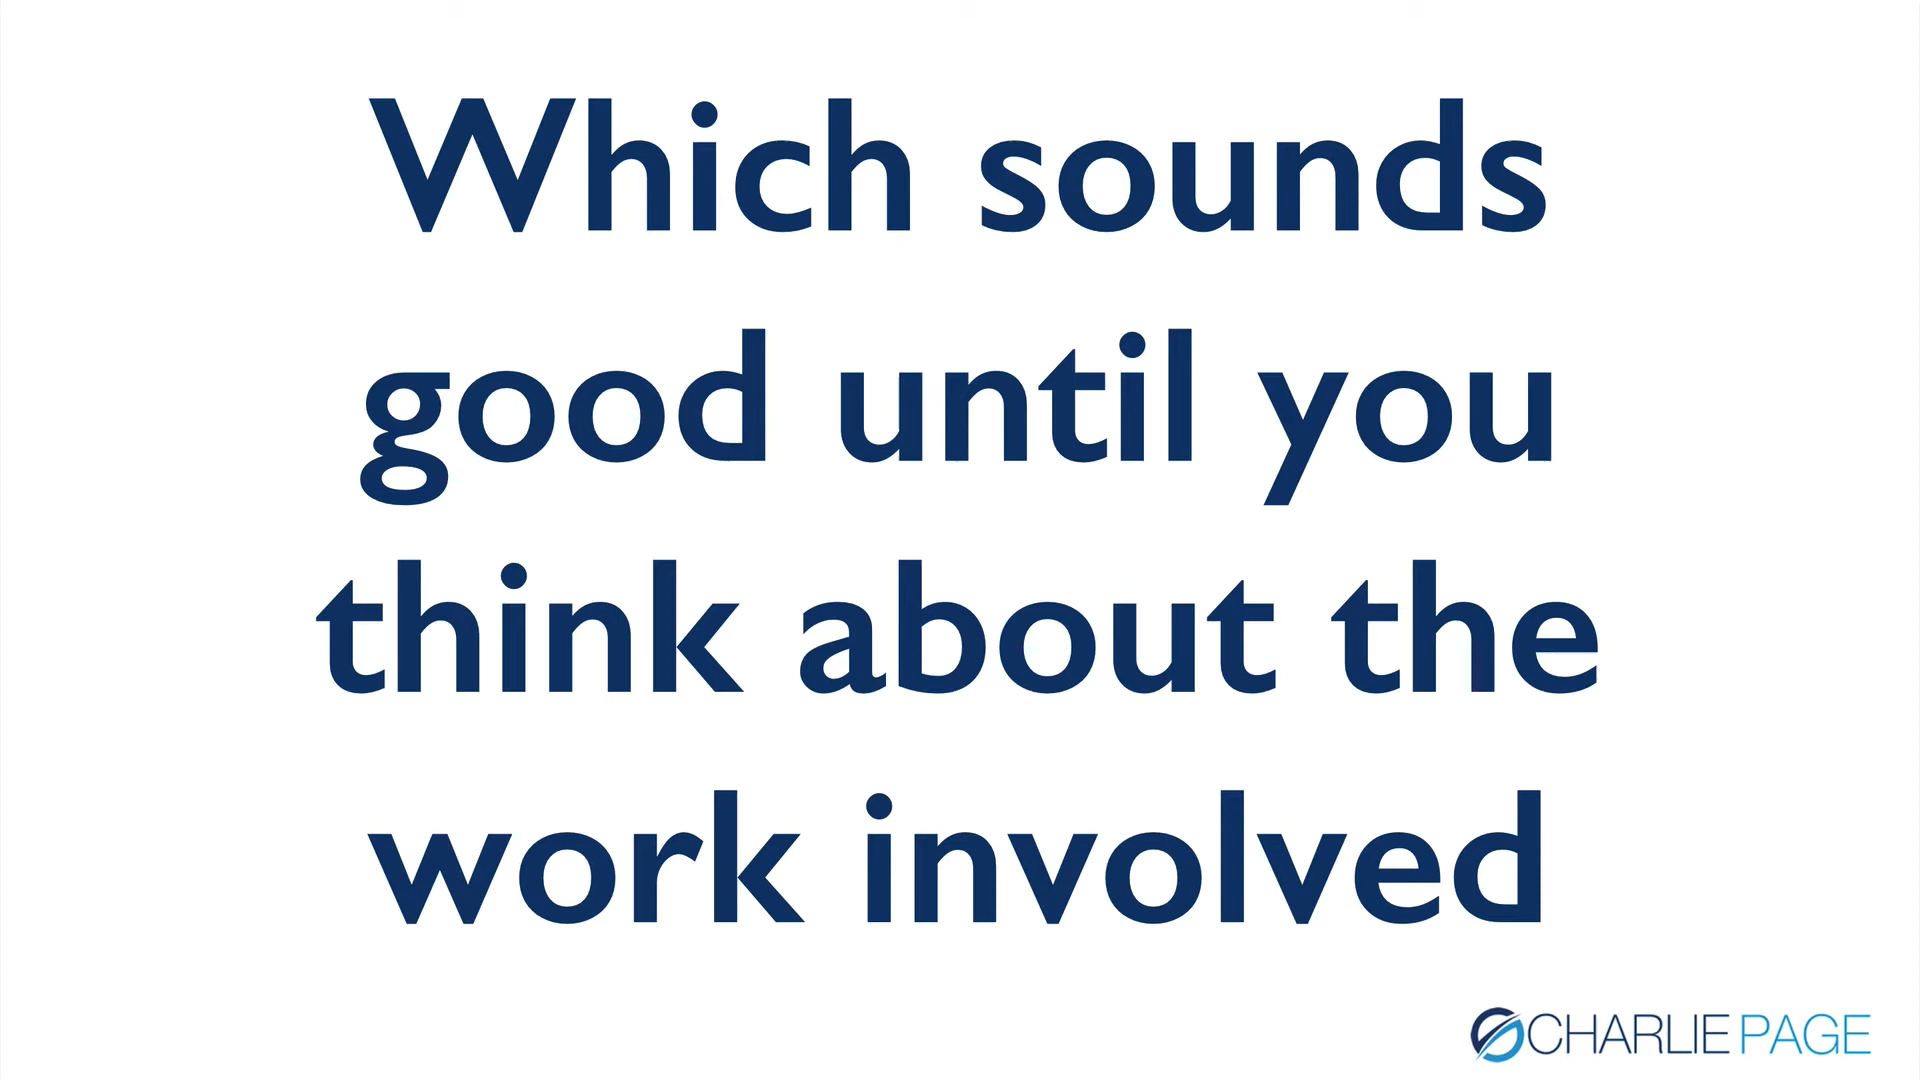 Which sounds
good until you
think about the
work involved
CHARLIE PAGE